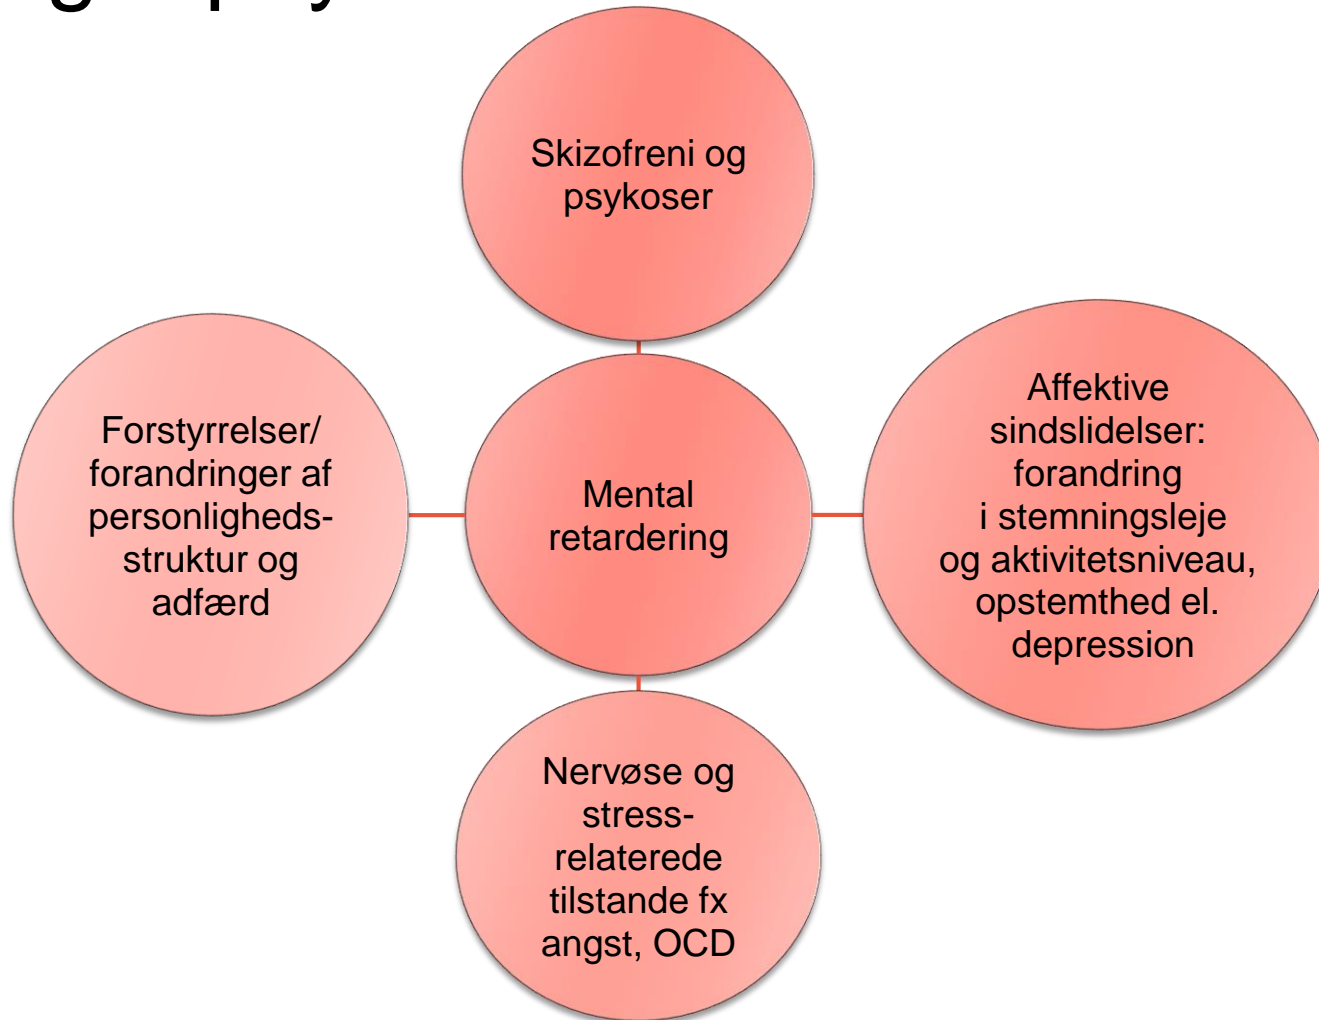 Skizofreni og
psykoser
Forstyrrelser/
forandringer af
personligheds-
struktur og
adfærd
Mental
retardering
Affektive
sindslidelser:
forandring
i stemningsleje
og aktivitetsniveau,
opstemthed el.
depression
Nervøse og
stress-
relaterede
tilstande fx
angst, OCD